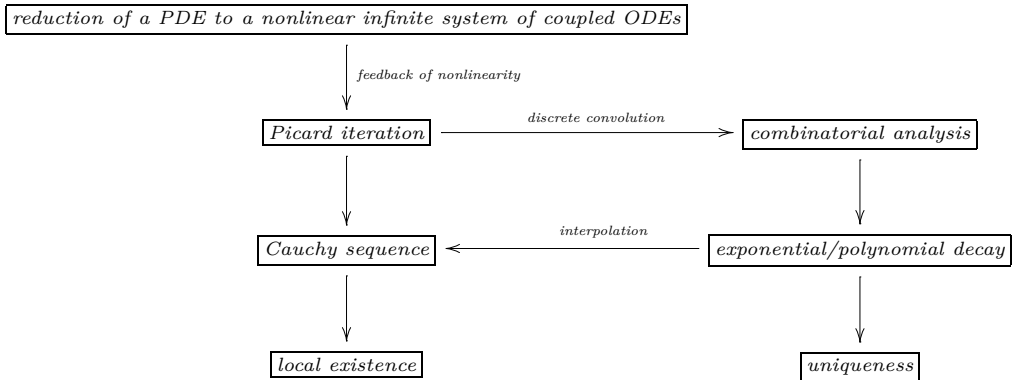 reduction of a PDE to a nonlinear infinite system of coupled ODEs
feedback of nonlinearity
Picard iteration
discrete convolution
combinatorial analysis
Cauchy sequence
interpolation
exponential/polynomial decay
local existence
uniqueness